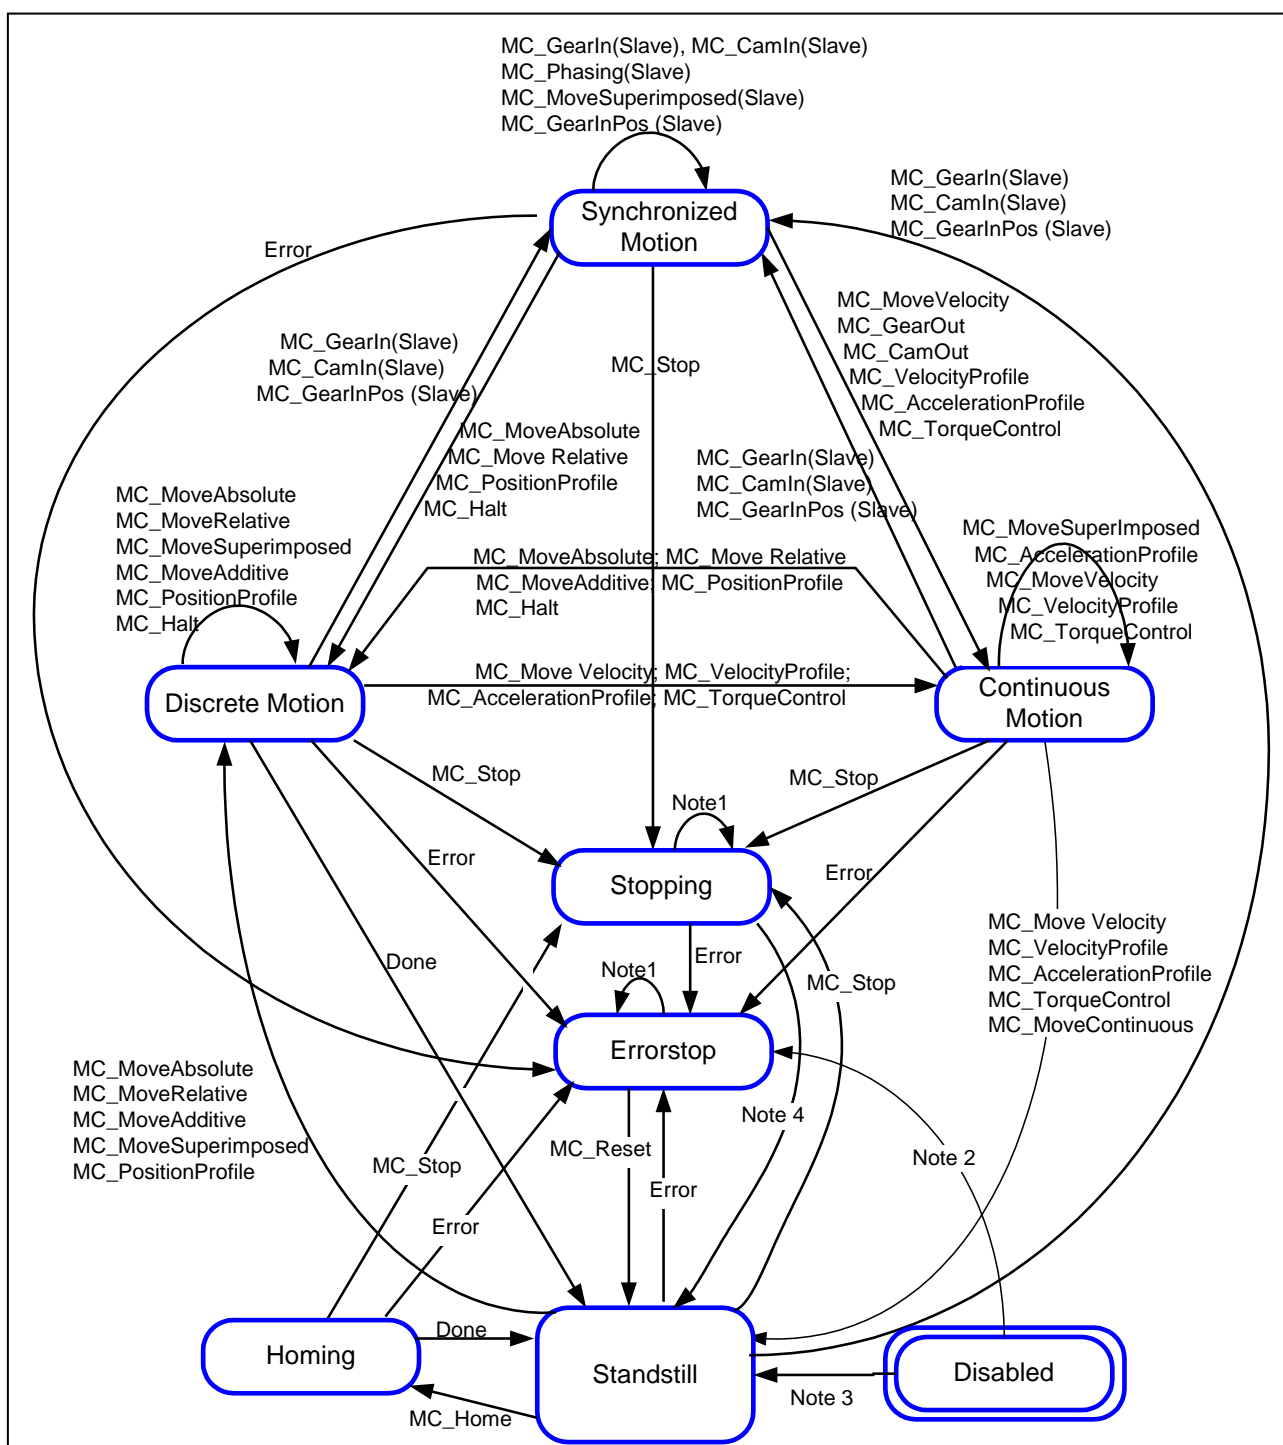 MC_GearIn(Slave), MC_CamIn(Slave)
MC_Phasing(Slave)
MC_MoveSuperimposed(Slave)
MC_GearInPos (Slave)
MC_GearIn(Slave)
MC_CamIn(Slave)
MC_GearInPos (Slave)
Synchronized
Motion
Error
MC_MoveVelocity
MC_GearOut
MC_CamOut
MC_VelocityProfile
MC_AccelerationProfile
MC_TorqueControl
MC_GearIn(Slave)
MC_CamIn(Slave)
MC_GearInPos (Slave)
MC_Stop
MC_MoveAbsolute
MC_Move Relative
MC_PositionProfile
MC_Halt
MC_GearIn(Slave)
MC_CamIn(Slave)
MC_GearInPos (Slave)
MC_MoveAbsolute
MC_MoveRelative
MC_MoveSuperimposed
MC_MoveAdditive
MC_PositionProfile
MC_Halt
MC_MoveSuperImposed
MC_AccelerationProfile
MC_MoveVelocity
MC_VelocityProfile
MC_TorqueControl
MC_MoveAbsolute; MC_Move Relative
MC_MoveAdditive; MC_PositionProfile
MC_Halt
MC_Move Velocity; MC_VelocityProfile;
MC_AccelerationProfile; MC_TorqueControl
Discrete Motion
Continuous
Motion
MC_Stop
MC_Stop
Note1
Error
Error
Stopping
Done
Error
MC_Stop
Note1
MC_Move Velocity
MC_VelocityProfile
MC_AccelerationProfile
MC_TorqueControl
MC_MoveContinuous
Errorstop
MC_MoveAbsolute
MC_MoveRelative
MC_MoveAdditive
MC_MoveSuperimposed
MC_PositionProfile
Note 4
MC_Stop
MC_Reset
Error
Note 2
Error
Done
Homing
Standstill
Disabled
Note 3
MC_Home